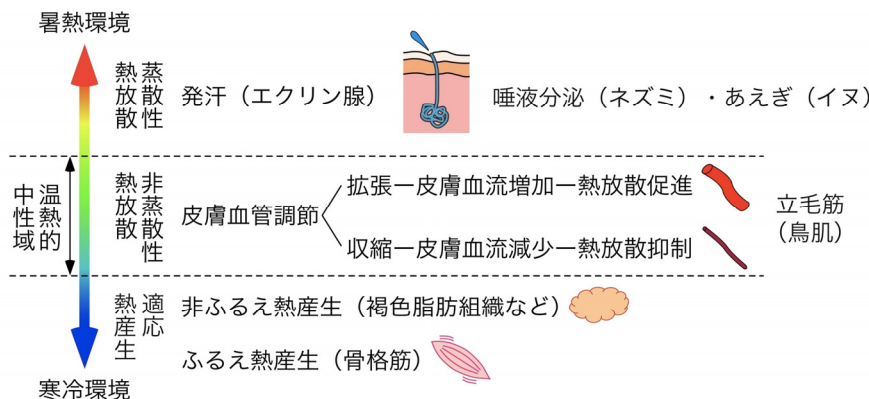 暑熱環境
蒸散性
熱放散
発汗（エクリン腺）
唾液分泌（ネズミ）・あえぎ（イヌ）
温熱的
中性域
非蒸散性
熱放散
皮膚血管調節
拡張ー皮膚血流増加ー熱放散促進
収縮ー皮膚血流減少ー熱放散抑制
立毛筋
（鳥肌）
適応
熱産生
非ふるえ熱産生（褐色脂肪組織など）
ふるえ熱産生（骨格筋）
寒冷環境